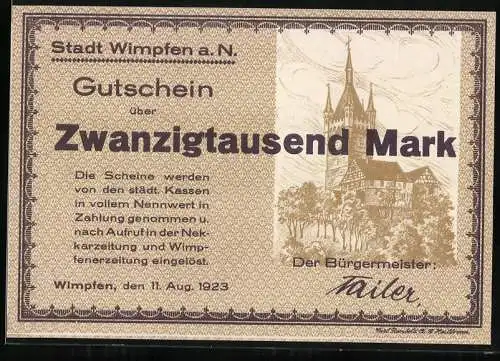 Stadt Wimpfen a. N.
Gutschein
über
Zwanzigtausend Mark
Die Scheine werden
von den städt. Kassen
in vollem Nennwert in
Zahlung genommen u.
nach Aufruf in der Nek-
karzeitung und Wimp-
fenerzeitung eingelöst.
Der Bürgermeister:
Wimpfen, den 11. Aug. 1923